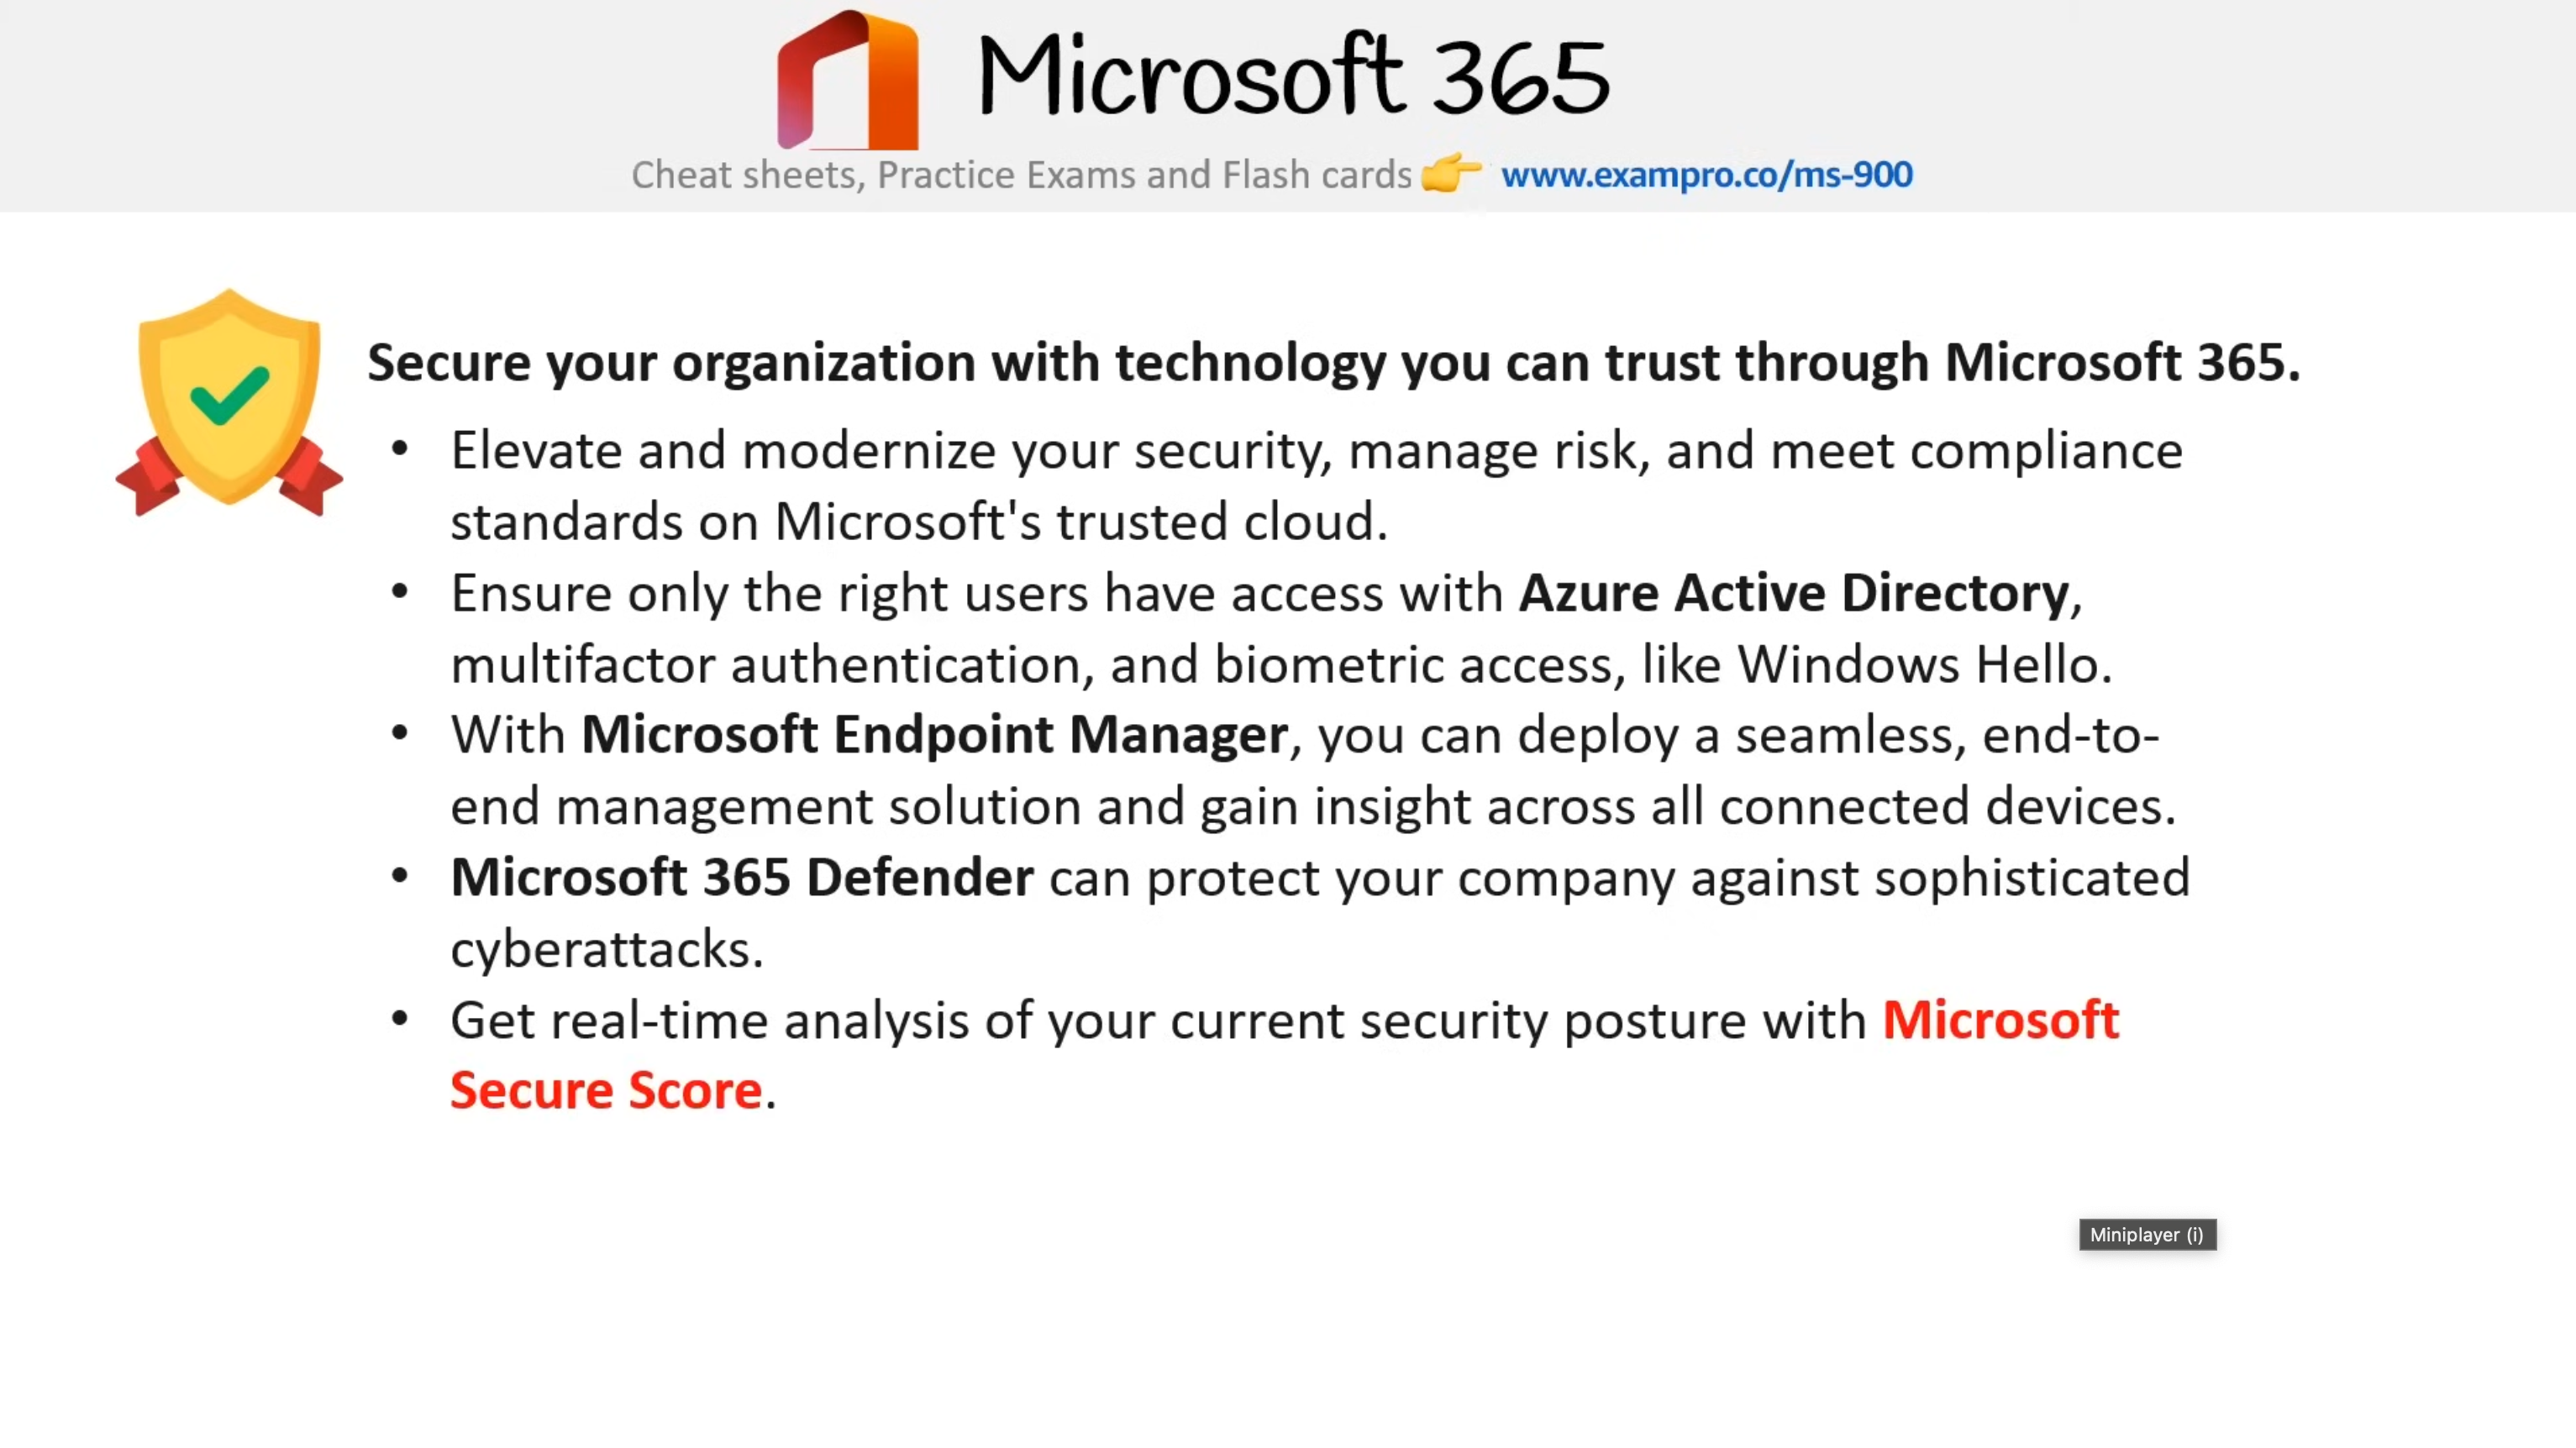 Microsoft 365
Cheat sheets, Practice Exams and Flash cards 👉 www.exampro.co/ms-900
Secure your organization with technology you can trust through Microsoft 365.
• Elevate and modernize your security, manage risk, and meet compliance
standards on Microsoft's trusted cloud.
• Ensure only the right users have access with Azure Active Directory,
multifactor authentication, and biometric access, like Windows Hello.
• With Microsoft Endpoint Manager, you can deploy a seamless, end-to-
end management solution and gain insight across all connected devices.
• Microsoft 365 Defender can protect your company against sophisticated
cyberattacks.
• Get real-time analysis of your current security posture with Microsoft
Secure Score.
Miniplayer (i)